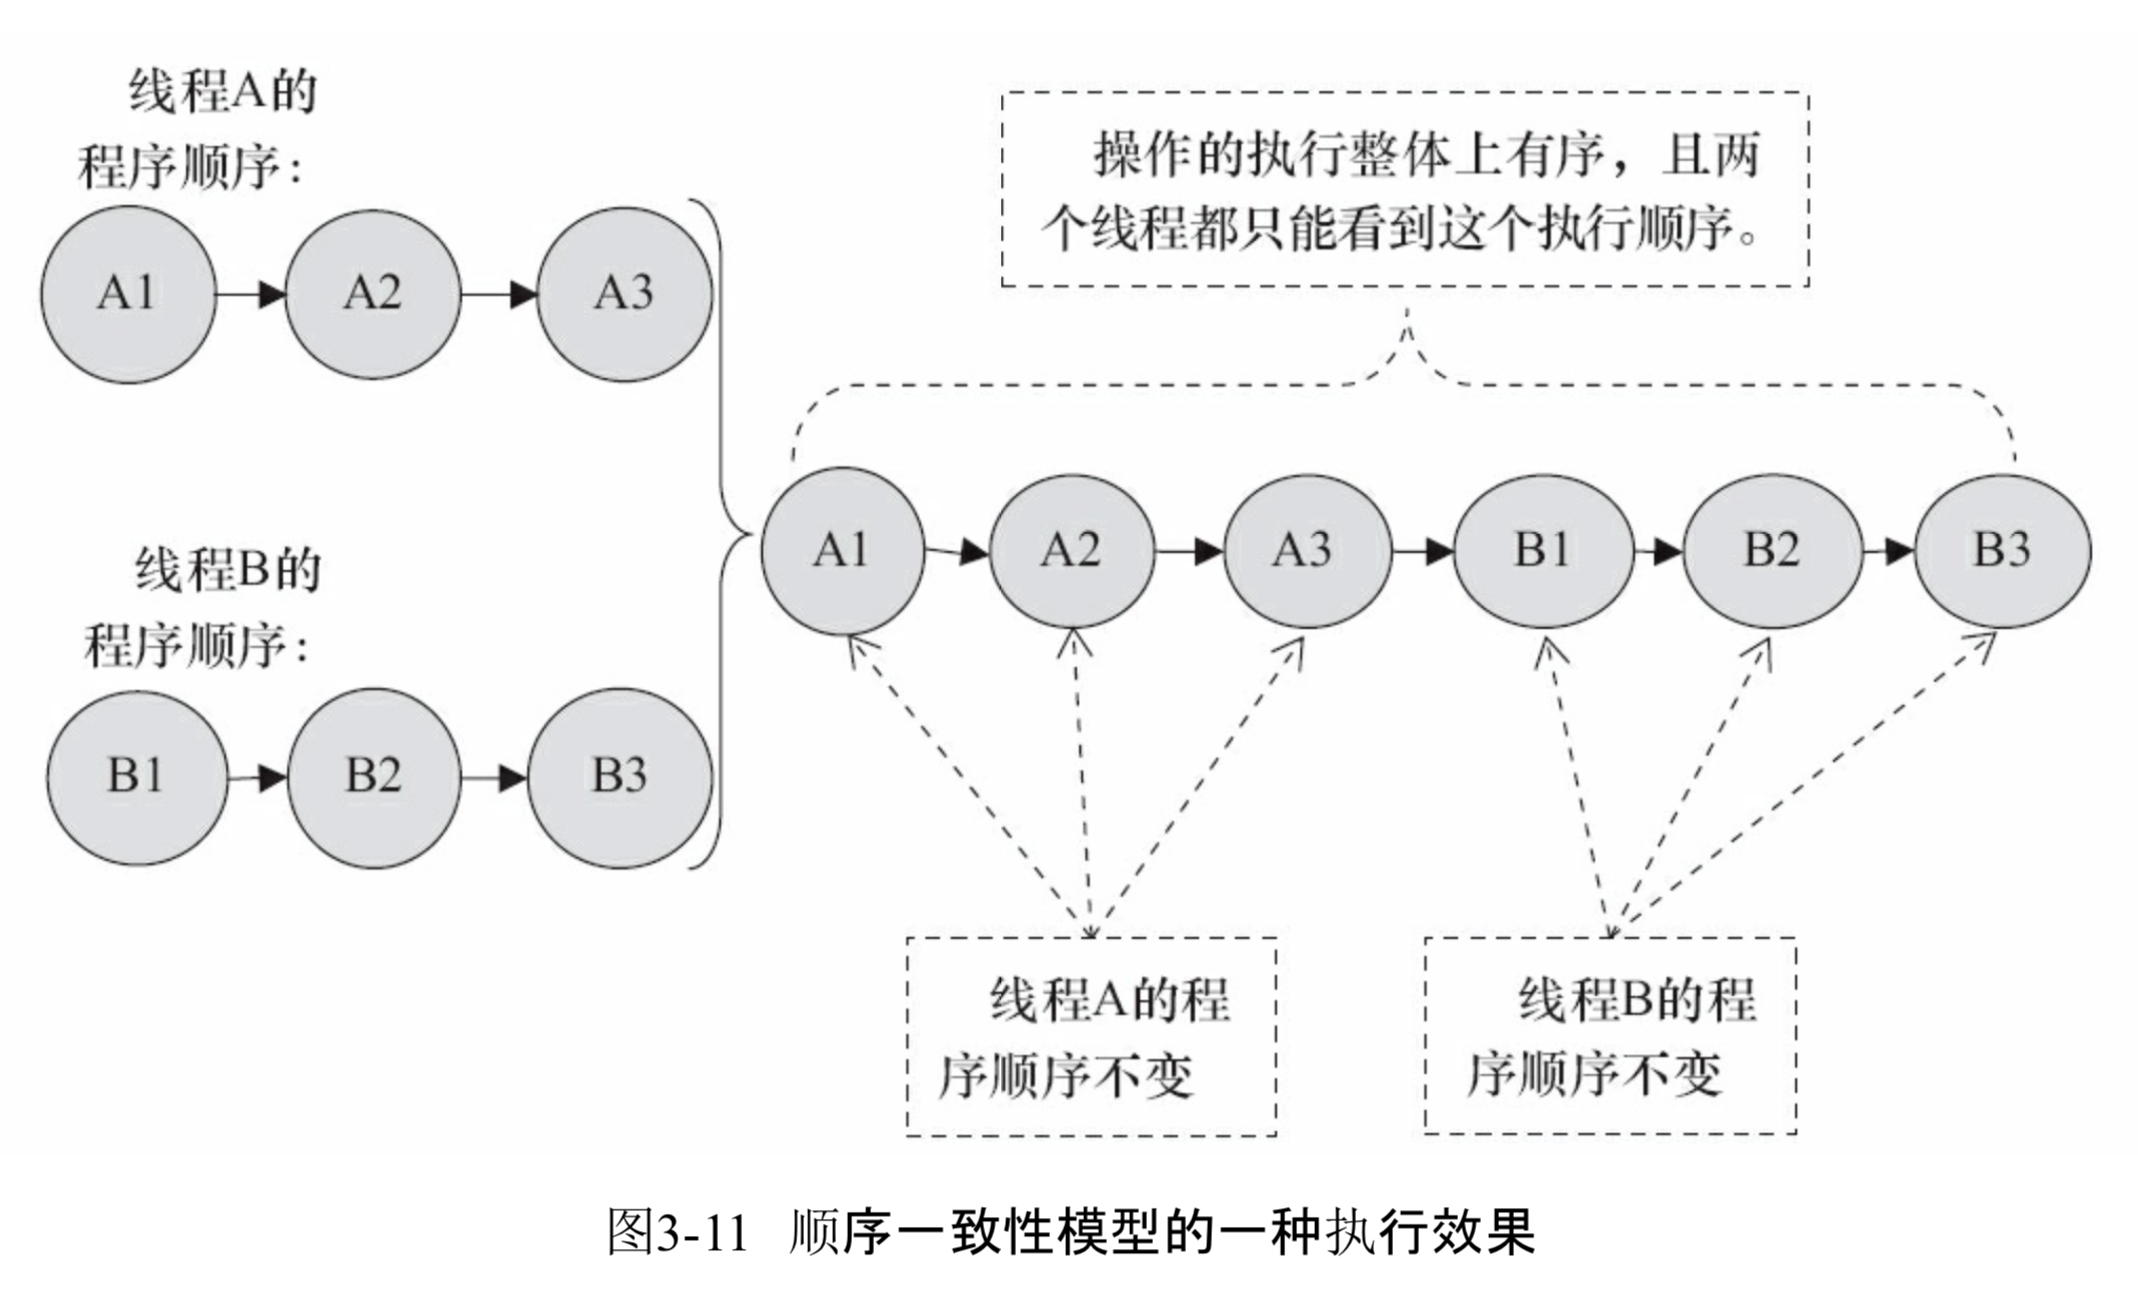 线程A的
程序顺序：
A1
A2
A3
操作的执行整体上有序，且两
个线程都只能看到这个执行顺序。
线程B的
程序顺序：
B1
B2
B3
A1
A2
A3
B1
B2
B3
线程A的程
序顺序不变
线程B的程
序顺序不变
图3-11 顺序一致性模型的一种执行效果